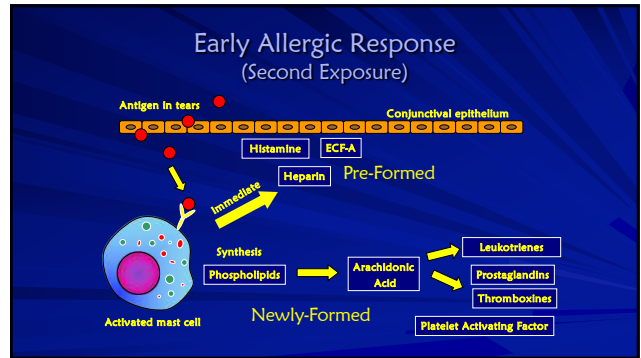 Early Allergic Response
(Second Exposure)
Antigen in tears
Conjunctival epithelium
Histamine
ECF-A
Heparin
Pre-Formed
Immediate
Synthesis
Phospholipids
Arachidonic
Acid
Leukotrienes
Prostaglandins
Thromboxines
Platelet Activating Factor
Newly-Formed
Activated mast cell